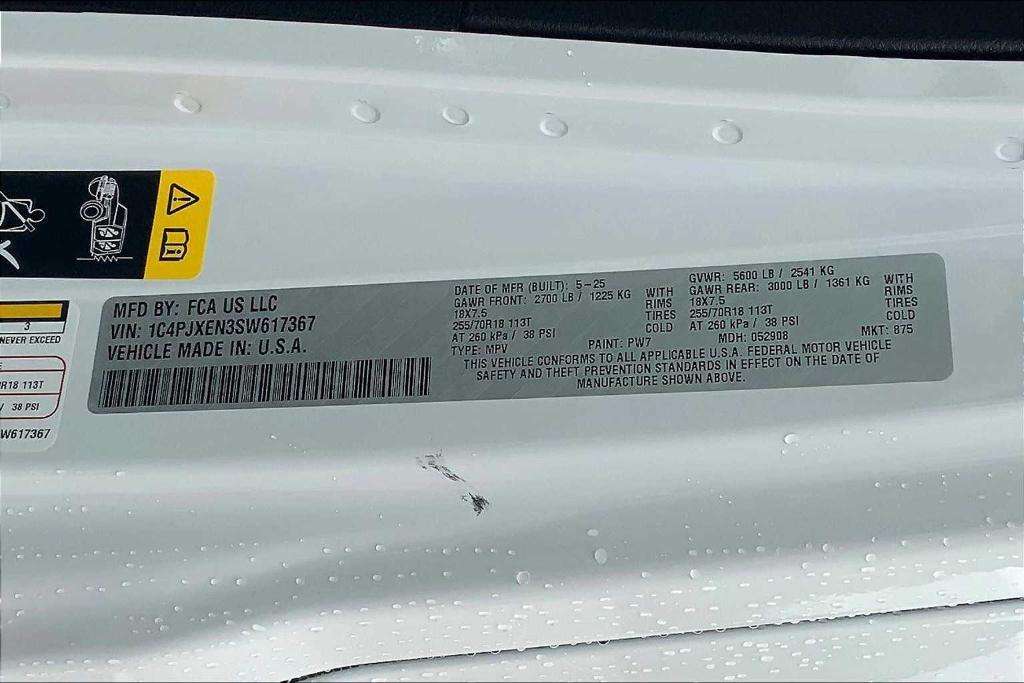 MFD BY: FCA US LLC
VIN: 1C4PJXEN3SW617367
VEHICLE MADE IN: U.S.A.
DATE OF MFR (BUILT): 5-25
GAWR FRONT: 2700 LB / 1225 KG WITH
18X7.5 RIMS
255/70R18 113T TIRES
AT 260 kPa / 38 PSI COLD
TYPE: MPV PAINT: PW7
GVWR: 5600 LB / 2541 KG
GAWR REAR: 3000 LB / 1361 KG WITH
18X7.5 RIMS
255/70R18 113T TIRES
AT 260 kPa / 38 PSI COLD
MDH: 052908 MKT: 875
THIS VEHICLE CONFORMS TO ALL APPLICABLE U.S.A. FEDERAL MOTOR VEHICLE
SAFETY AND THEFT PREVENTION STANDARDS IN EFFECT ON THE DATE OF
MANUFACTURE SHOWN ABOVE.
3
NEVER EXCEED
R18 113T
/ 38 PSI
W617367